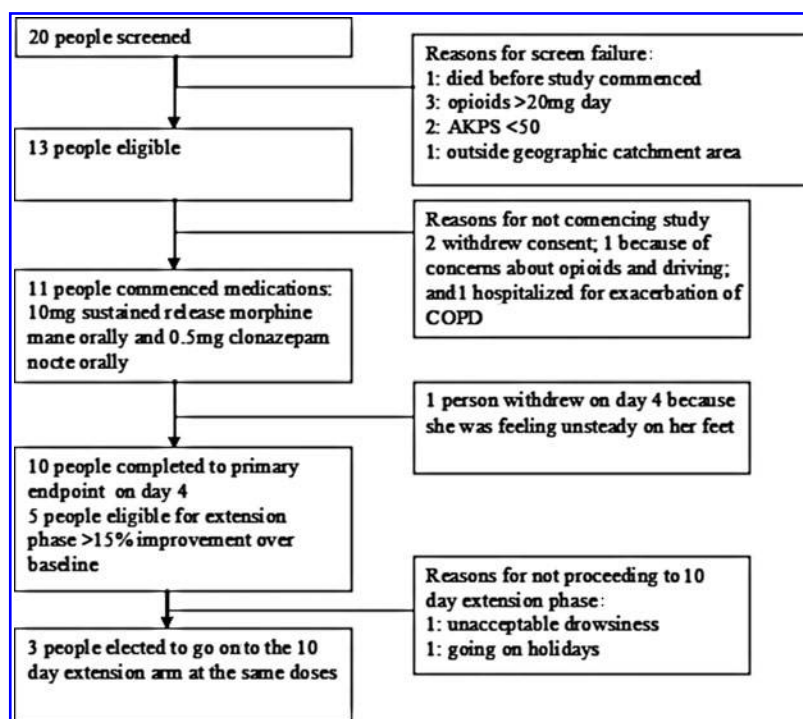 20 people screened
Reasons for screen failure:
1: died before study commenced
3: opioids >20mg day
2: AKPS <50
1: outside geographic catchment area
13 people eligible
Reasons for not comencing study
2 withdrew consent; 1 because of
concerns about opioids and driving;
and 1 hospitalized for exacerbation of
COPD
11 people commenced medications:
10mg sustained release morphine
mane orally and 0.5mg clonazepam
nocte orally
1 person withdrew on day 4 because
she was feeling unsteady on her feet
10 people completed to primary
endpoint on day 4
5 people eligible for extension
phase >15% improvement over
baseline
Reasons for not proceeding to 10
day extension phase:
1: unacceptable drowsiness
1: going on holidays
3 people elected to go on to the 10
day extension arm at the same doses